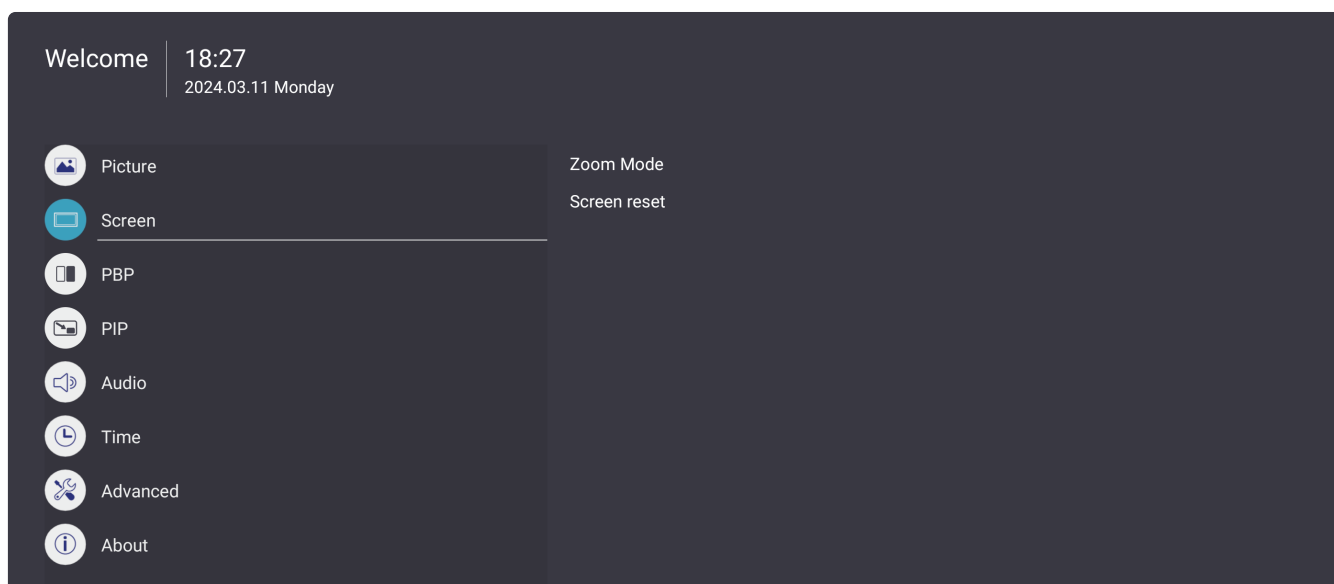 Welcome
18:27
2024.03.11 Monday
Picture
Screen
PBP
PIP
Audio
Time
Advanced
About
Zoom Mode
Screen reset